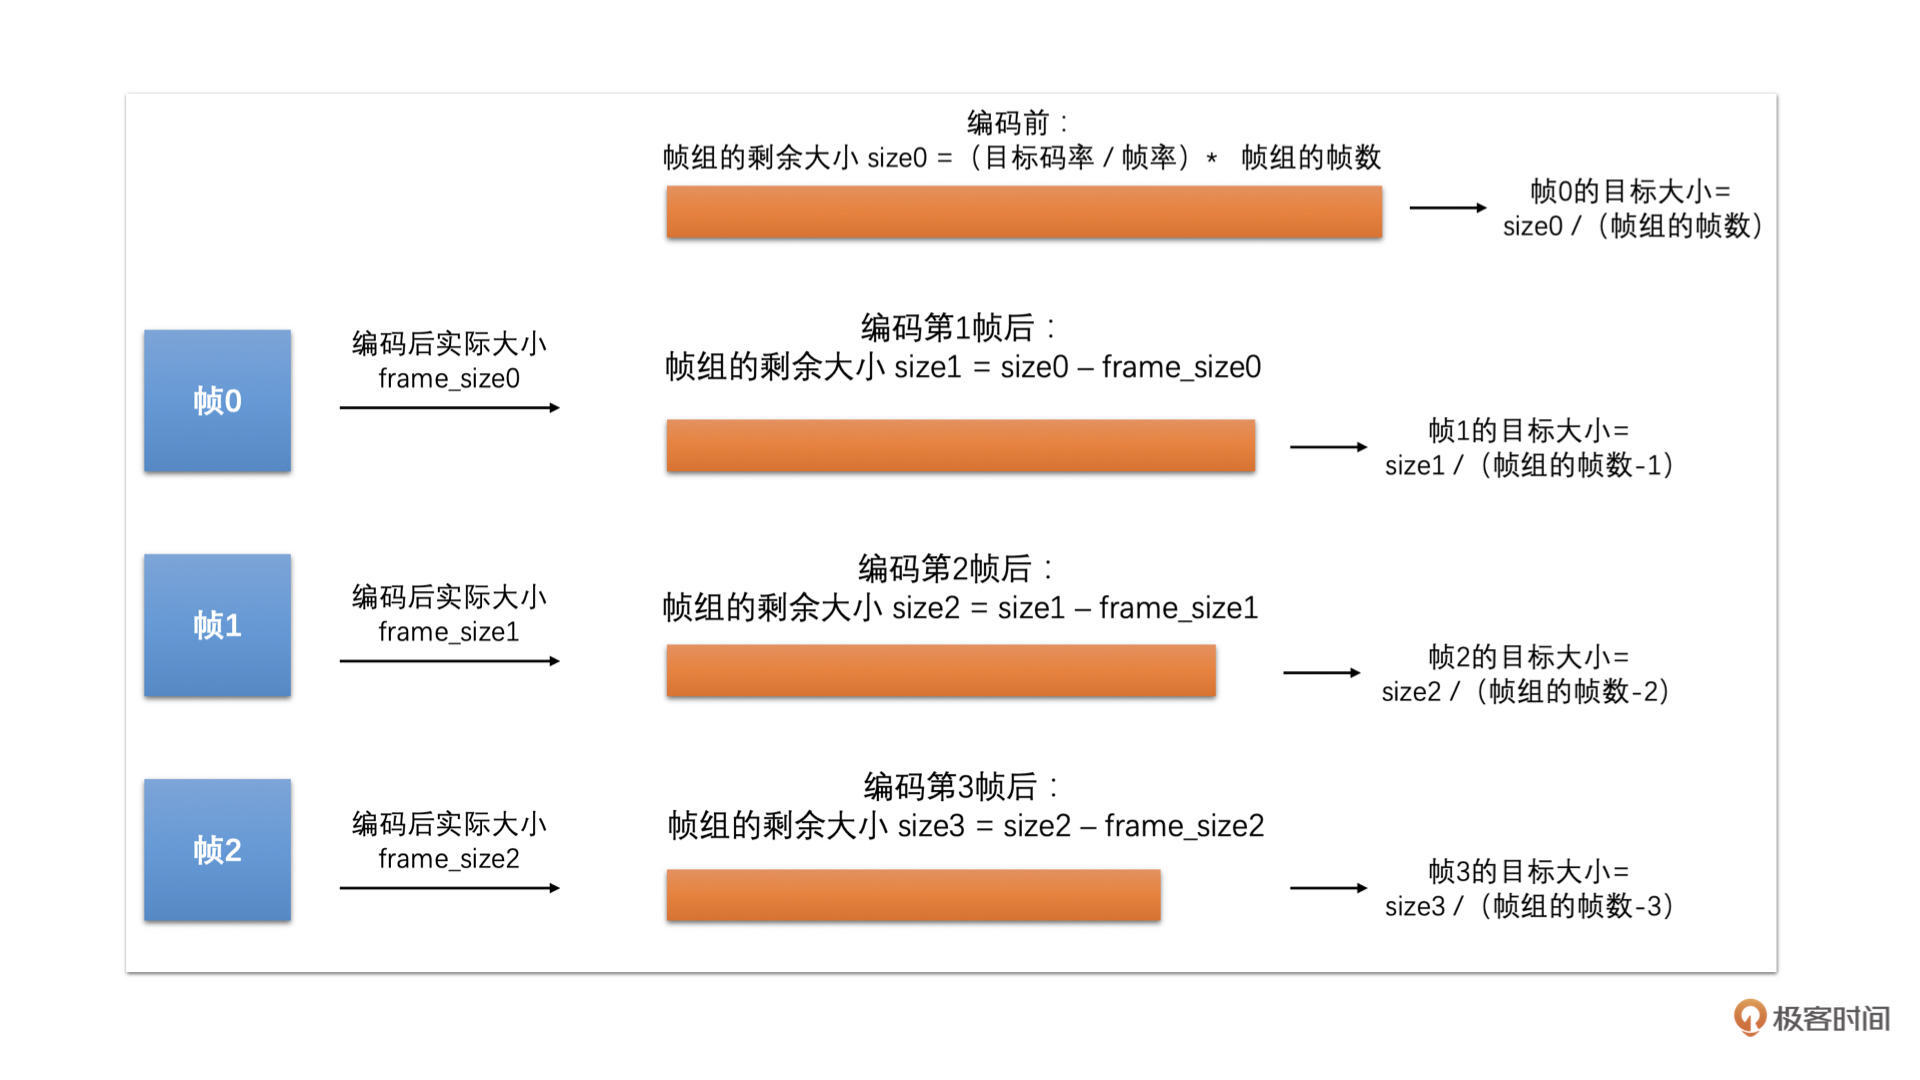 编码前：
帧组的剩余大小 size0 =（目标码率 / 帧率）* 帧组的帧数
帧0的目标大小=
size0 /（帧组的帧数）
帧0
编码后实际大小
frame_size0
编码第1帧后：
帧组的剩余大小 size1 = size0 – frame_size0
帧1的目标大小=
size1 /（帧组的帧数-1）
帧1
编码后实际大小
frame_size1
编码第2帧后：
帧组的剩余大小 size2 = size1 – frame_size1
帧2的目标大小=
size2 /（帧组的帧数-2）
帧2
编码后实际大小
frame_size2
编码第3帧后：
帧组的剩余大小 size3 = size2 – frame_size2
帧3的目标大小=
size3 /（帧组的帧数-3）
极客时间